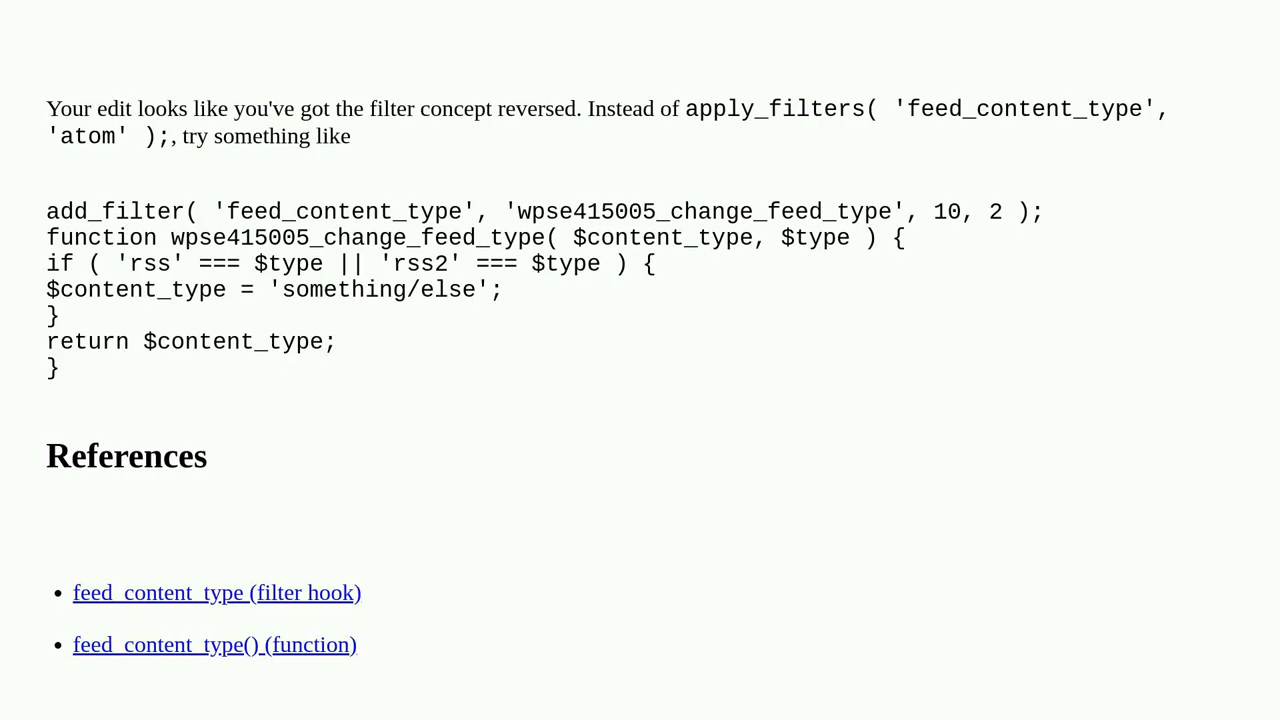 Your edit looks like you've got the filter concept reversed. Instead of apply_filters( 'feed_content_type',
'atom' );, try something like
add_filter( 'feed_content_type', 'wpse415005_change_feed_type', 10, 2 );
function wpse415005_change_feed_type( $content_type, $type ) {
if ( 'rss' === $type || 'rss2' === $type ) {
$content_type = 'something/else';
}
return $content_type;
}
References
• feed_content_type (filter hook)
• feed_content_type() (function)